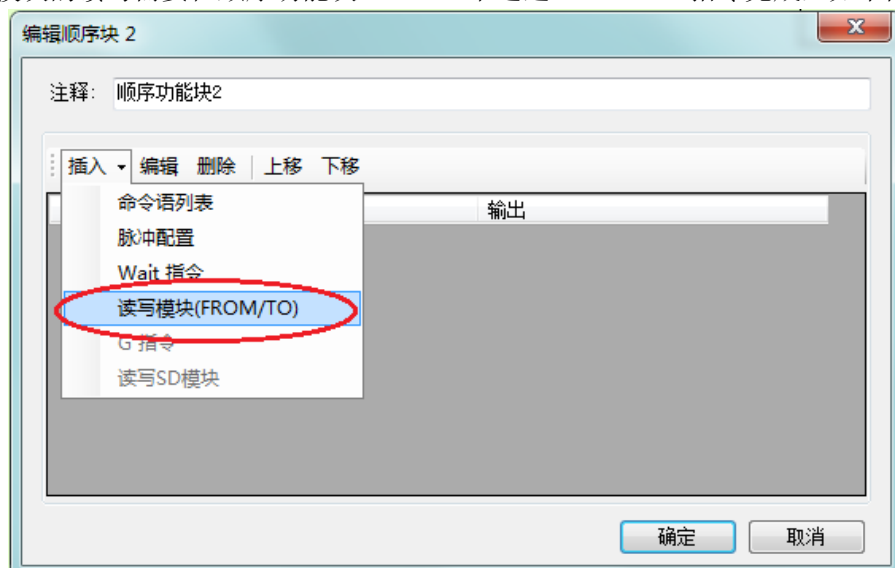 编辑顺序块 2
注释: 顺序功能块2
插入 编辑 删除 上移 下移
命令语列表
输出
脉冲配置
Wait 指令
读写模块(FROM/TO)
G 指令
读写SD模块
确定 取消